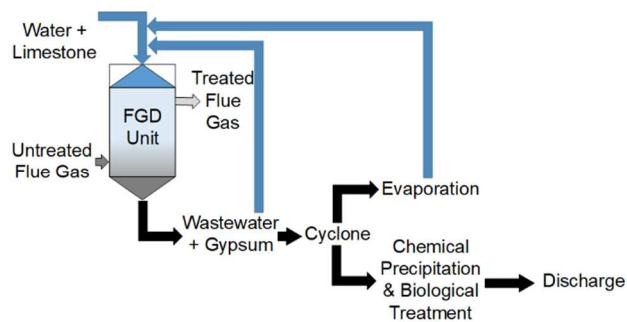 Water +
Limestone
Treated
Flue
Gas
FGD
Unit
Untreated
Flue Gas
Wastewater
+ Gypsum
Cyclone
Evaporation
Chemical
Precipitation
& Biological
Treatment
Discharge